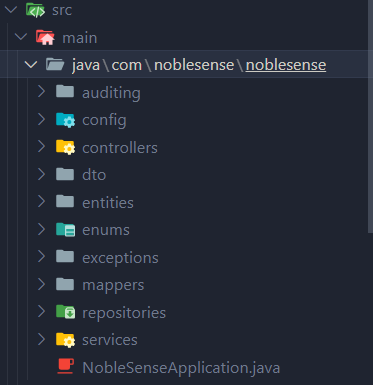 src
main
java\com\noblesense\noblesense
auditing
config
controllers
dto
entities
enums
exceptions
mappers
repositories
services
NobleSenseApplication.java